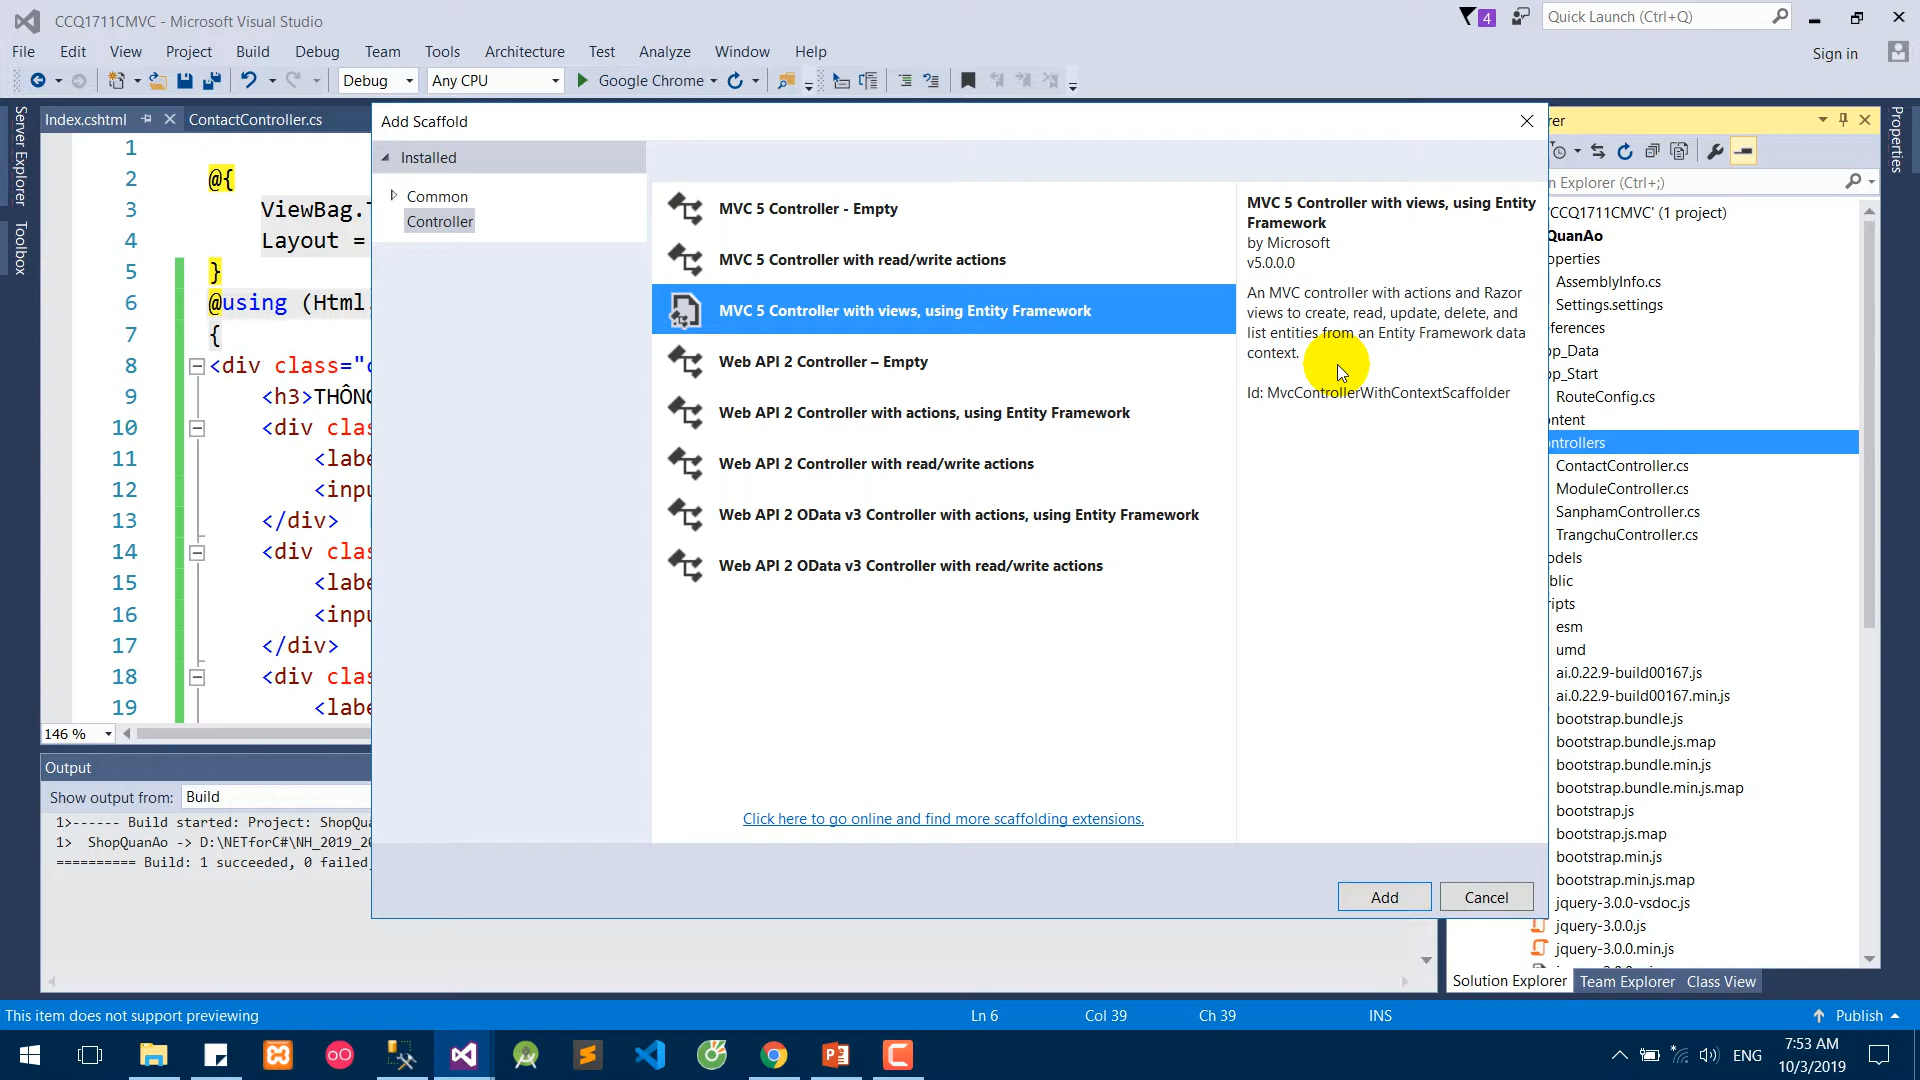 CCQ1711CMVC - Microsoft Visual Studio
4
Quick Launch (Ctrl+Q)
File Edit View Project Build Debug Team Tools Architecture Test Analyze Window Help
Sign in
Debug Any CPU Google Chrome
Server Explorer
Toolbox
Index.cshtml ContactController.cs
1
2 @{
3 ViewBag.
4 Layout =
5 }
6 @using (Html
7 {
8 <div class="
9 <h3>THÔNG
10 <div clas
11 <labe
12 <inpu
13 </div>
14 <div clas
15 <labe
16 <inpu
17 </div>
18 <div clas
19 <labe
146 %
Output
Show output from: Build
1>------ Build started: Project: ShopQua
1> ShopQuanAo -> D:\NETforC#\NH_2019_20
========== Build: 1 succeeded, 0 failed,
Add Scaffold
Installed
Common
Controller
MVC 5 Controller - Empty
MVC 5 Controller with read/write actions
MVC 5 Controller with views, using Entity Framework
Web API 2 Controller – Empty
Web API 2 Controller with actions, using Entity Framework
Web API 2 Controller with read/write actions
Web API 2 OData v3 Controller with actions, using Entity Framework
Web API 2 OData v3 Controller with read/write actions
Click here to go online and find more scaffolding extensions.
MVC 5 Controller with views, using Entity
Framework
by Microsoft
v5.0.0.0
An MVC controller with actions and Razor
views to create, read, update, delete, and
list entities from an Entity Framework data
context.
Id: MvcControllerWithContextScaffolder
Add Cancel
rer
n Explorer (Ctrl+;)
CCQ1711CMVC' (1 project)
QuanAo
operties
AssemblyInfo.cs
Settings.settings
ferences
pp_Data
pp_Start
RouteConfig.cs
ontent
ontrollers
ContactController.cs
ModuleController.cs
SanphamController.cs
TrangchuController.cs
odels
blic
ripts
esm
umd
ai.0.22.9-build00167.js
ai.0.22.9-build00167.min.js
bootstrap.bundle.js
bootstrap.bundle.js.map
bootstrap.bundle.min.js
bootstrap.bundle.min.js.map
bootstrap.js
bootstrap.js.map
bootstrap.min.js
bootstrap.min.js.map
jquery-3.0.0-vsdoc.js
jquery-3.0.0.js
jquery-3.0.0.min.js
Solution Explorer Team Explorer Class View
Properties
This item does not support previewing Ln 6 Col 39 Ch 39 INS Publish
ENG
7:53 AM
10/3/2019